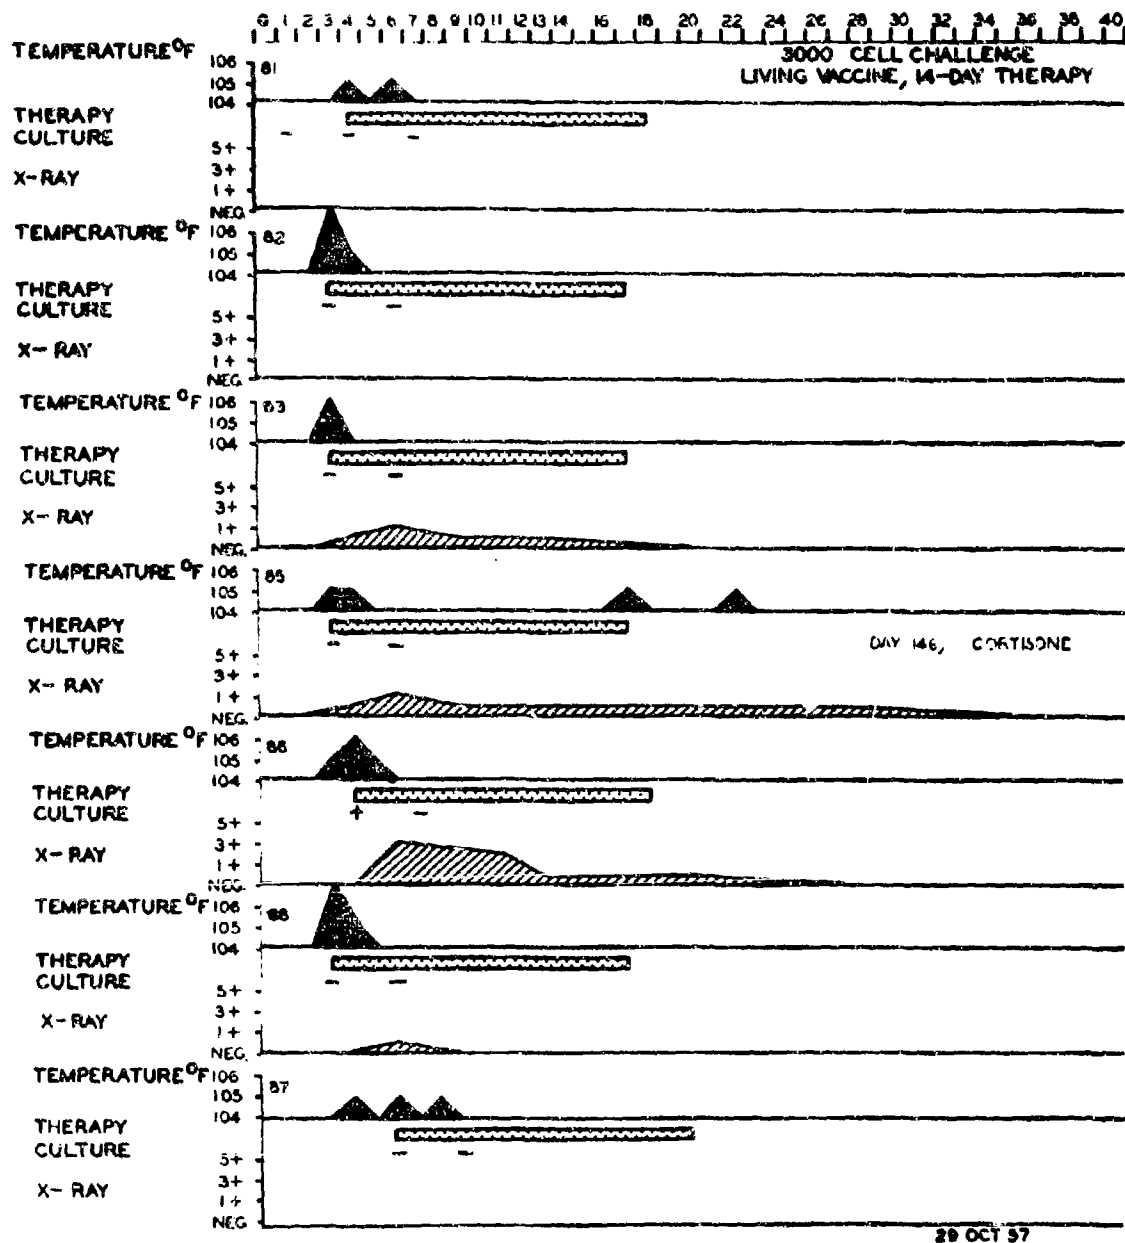 0 1 2 3 4 5 6 7 8 9 10 11 12 13 14 16 18 20 22 24 26 28 30 32 34 36 38 40
3000 CELL CHALLENGE
LIVING VACCINE, 14-DAY THERAPY
TEMPERATURE °F 106 81
105
104
THERAPY
CULTURE - - -
5+
X-RAY 3+
1+
NEG.
TEMPERATURE °F 106 82
105
104
THERAPY
CULTURE - -
5+
X-RAY 3+
1+
NEG.
TEMPERATURE °F 106 83
105
104
THERAPY
CULTURE - -
5+
X-RAY 3+
1+
NEG.
TEMPERATURE °F 106 85
105
104
THERAPY
CULTURE - -
DAY 146, CORTISONE
5+
X-RAY 3+
1+
NEG.
TEMPERATURE °F 106
105
104
THERAPY
CULTURE + -
5+
X-RAY 3+
1+
NEG.
TEMPERATURE °F 106
105
104
THERAPY
CULTURE - -
5+
X-RAY 3+
1+
NEG.
TEMPERATURE °F 106 87
105
104
THERAPY
CULTURE - -
5+
X-RAY 3+
1+
NEG
29 OCT 57